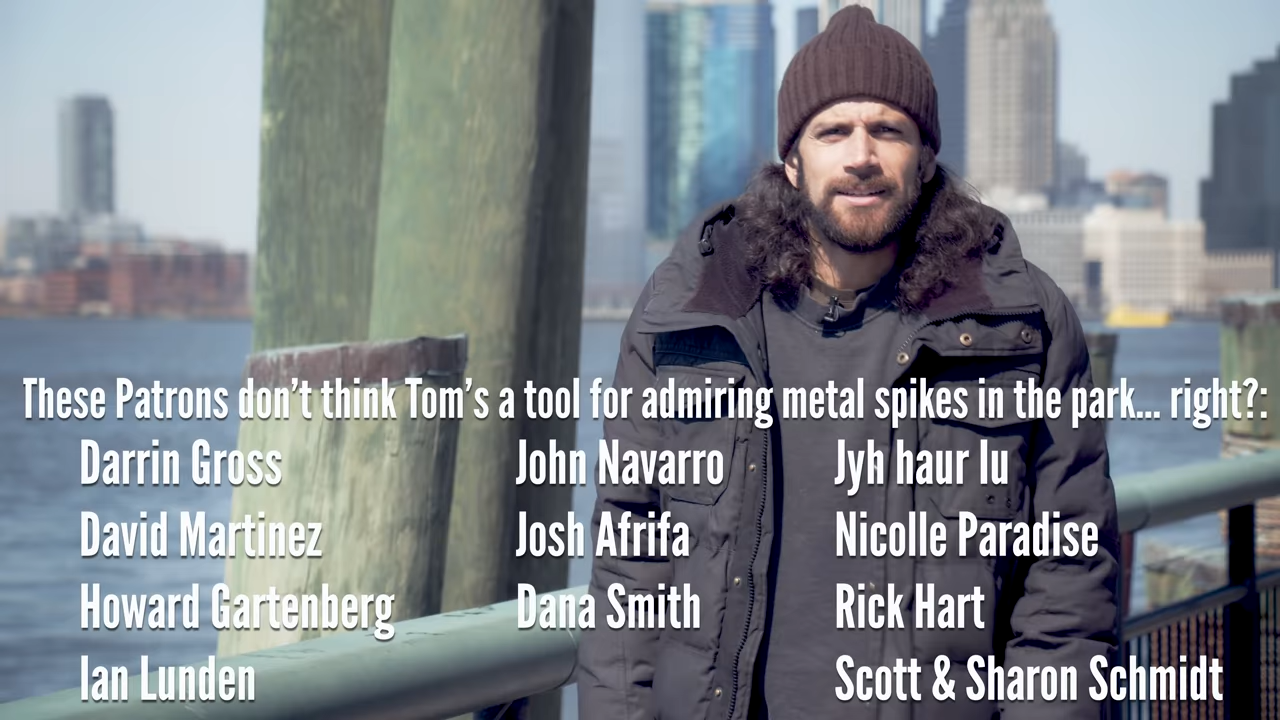 These Patrons don't think Tom's a tool for admiring metal spikes in the park... right?:
Darrin Gross
David Martinez
Howard Gartenberg
Ian Lunden
John Navarro
Josh Afrifa
Dana Smith
Jyh haur lu
Nicolle Paradise
Rick Hart
Scott & Sharon Schmidt